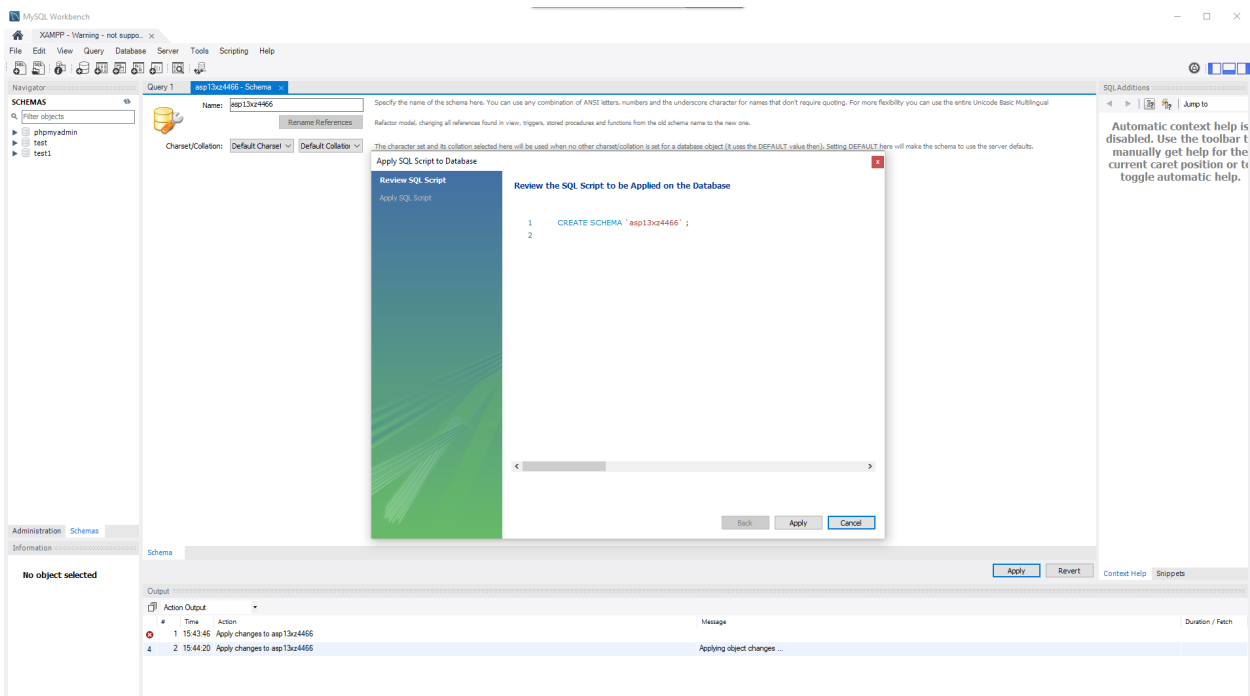 MySQL Workbench
XAMPP - Warning - not suppo..
File Edit View Query Database Server Tools Scripting Help
Navigator
SCHEMAS
Filter objects
phpmyadmin
test
test1
Administration Schemas
Information
No object selected
Query 1 asp13xz4466 - Schema
Name: asp13xz4466
Specify the name of the schema here. You can use any combination of ANSI letters, numbers and the underscore character for names that don't require quoting. For more flexibility you can use the entire Unicode Basic Multilingual
Rename References
Refactor model, changing all references found in view, triggers, stored procedures and functions from the old schema name to the new one.
Charset/Collation: Default Charset Default Collation
The character set and its collation selected here will be used when no other charset/collation is set for a database object (it uses the DEFAULT value then). Setting DEFAULT here will make the schema to use the server defaults.
Apply SQL Script to Database
Review SQL Script
Apply SQL Script
Review the SQL Script to be Applied on the Database
1 CREATE SCHEMA `asp13xz4466` ;
2
Back Apply Cancel
Schema
Apply Revert
SQLAdditions
Jump to
Automatic context help is
disabled. Use the toolbar t
manually get help for the
current caret position or to
toggle automatic help.
Context Help Snippets
Output
Action Output
# Time Action Message Duration / Fetch
1 15:43:46 Apply changes to asp13xz4466
4 2 15:44:20 Apply changes to asp13xz4466 Applying object changes ...